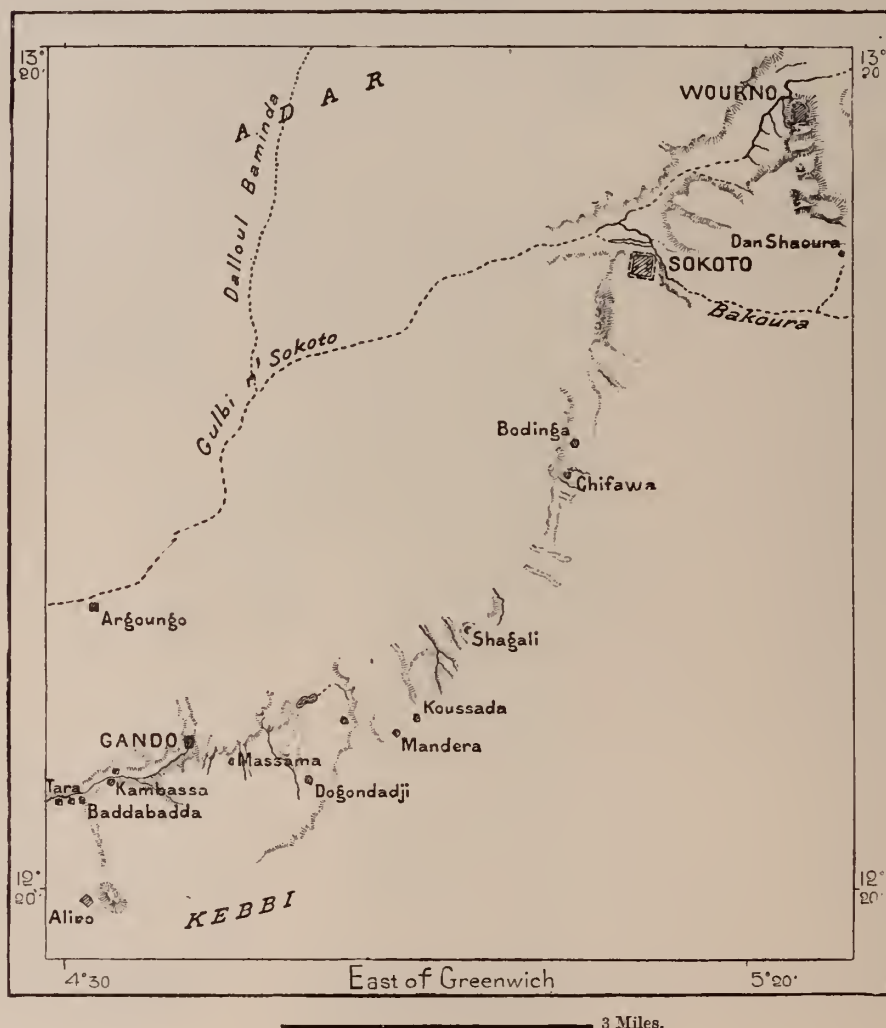 13° 20'
13° 20'
ADAR
WOURNO
Dalloul Baminda
Dan Shaoura
SOKOTO
Bakoura
Gulbi n' Sokoto
Bodinga
Chifawa
Argoungo
Shagali
Koussada
GANDO
Mandera
Massama
Tara
Kambassa
Dogondadji
Baddabadda
12° 20'
12° 20'
Aliro
KEBBI
4°30
East of Greenwich
5°20'
3 Miles.